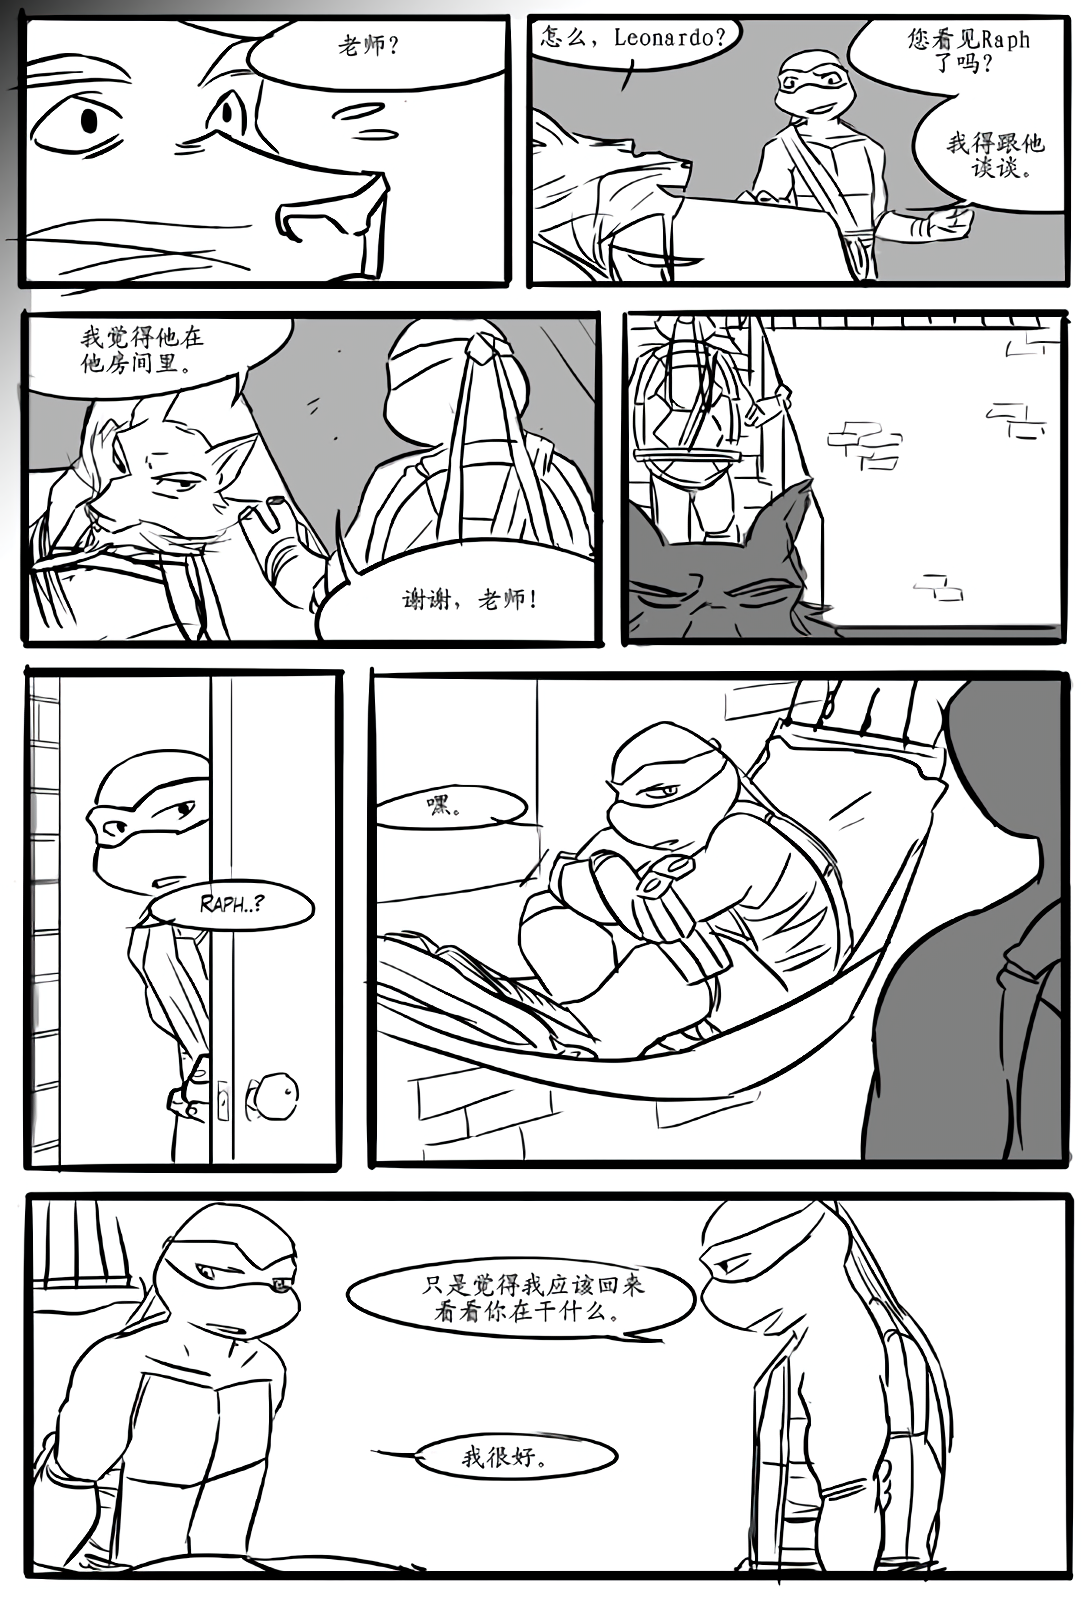 老师？
怎么，Leonardo？
您看见Raph
了吗？
我得跟他
谈谈。
我觉得他在
他房间里。
谢谢，老师！
RAPH..?
嘿。
只是觉得我应该回来
看看你在干什么。
我很好。